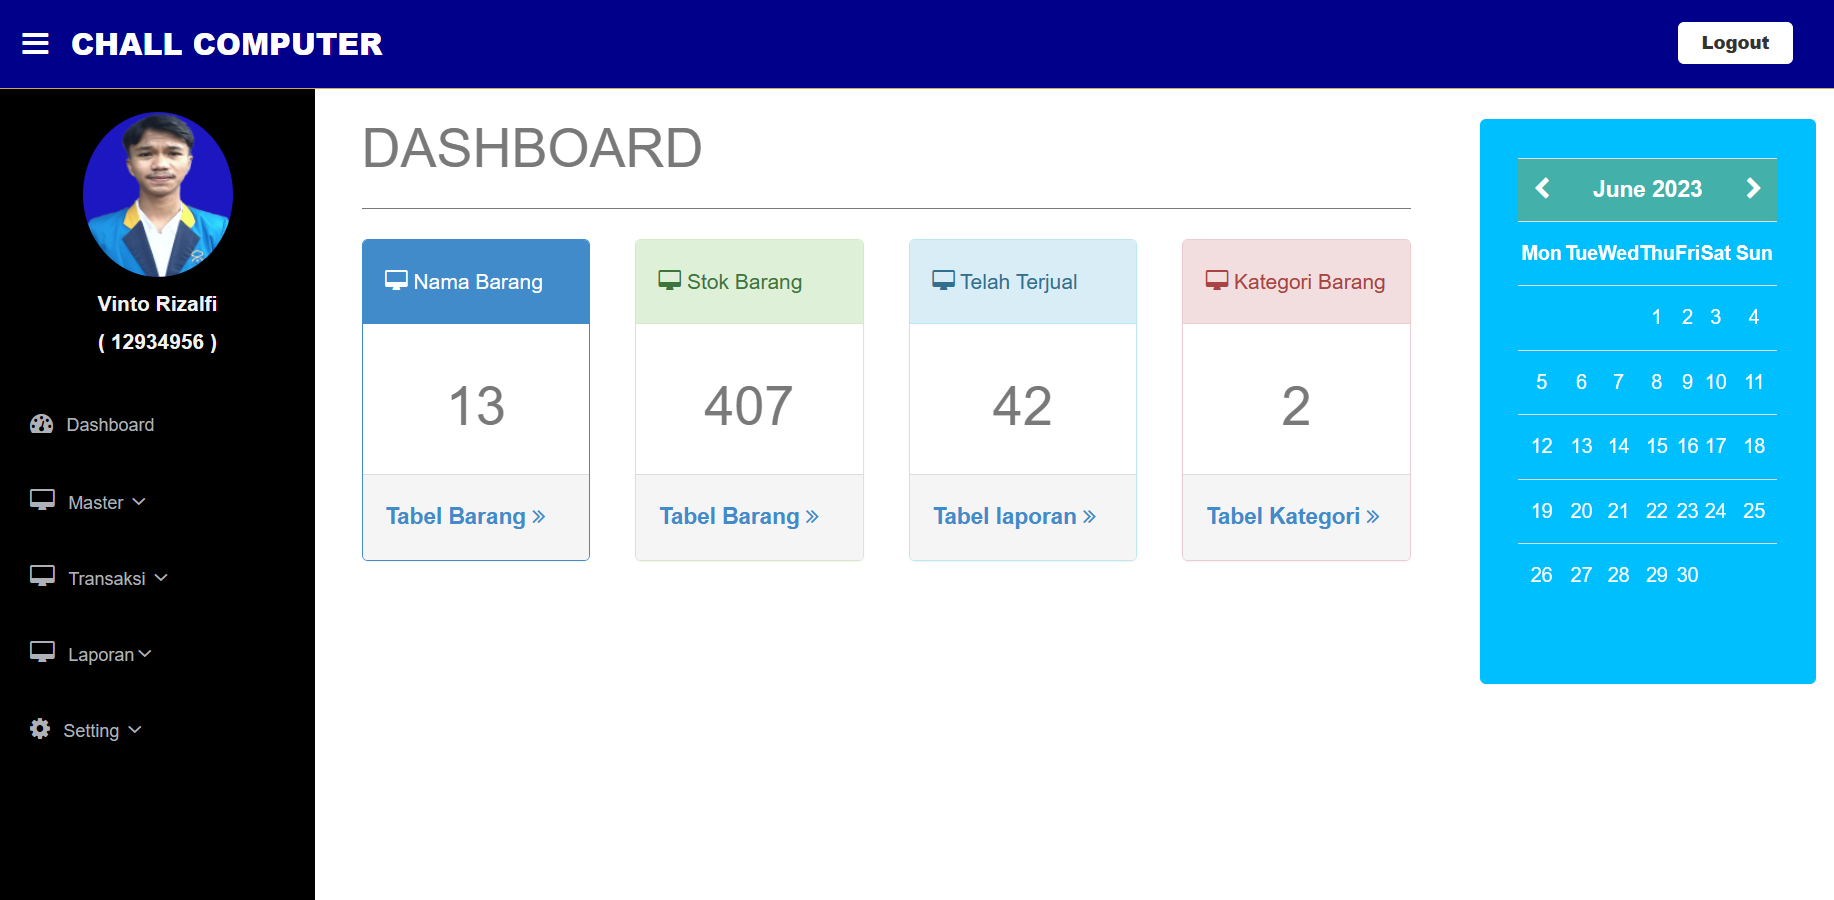 CHALL COMPUTER
Logout
Vinto Rizalfi
( 12934956 )
Dashboard
Master
Transaksi
Laporan
Setting
DASHBOARD
Nama Barang
13
Tabel Barang »
Stok Barang
407
Tabel Barang »
Telah Terjual
42
Tabel laporan »
Kategori Barang
2
Tabel Kategori »
June 2023
Mon Tue Wed Thu Fri Sat Sun
1 2 3 4
5 6 7 8 9 10 11
12 13 14 15 16 17 18
19 20 21 22 23 24 25
26 27 28 29 30